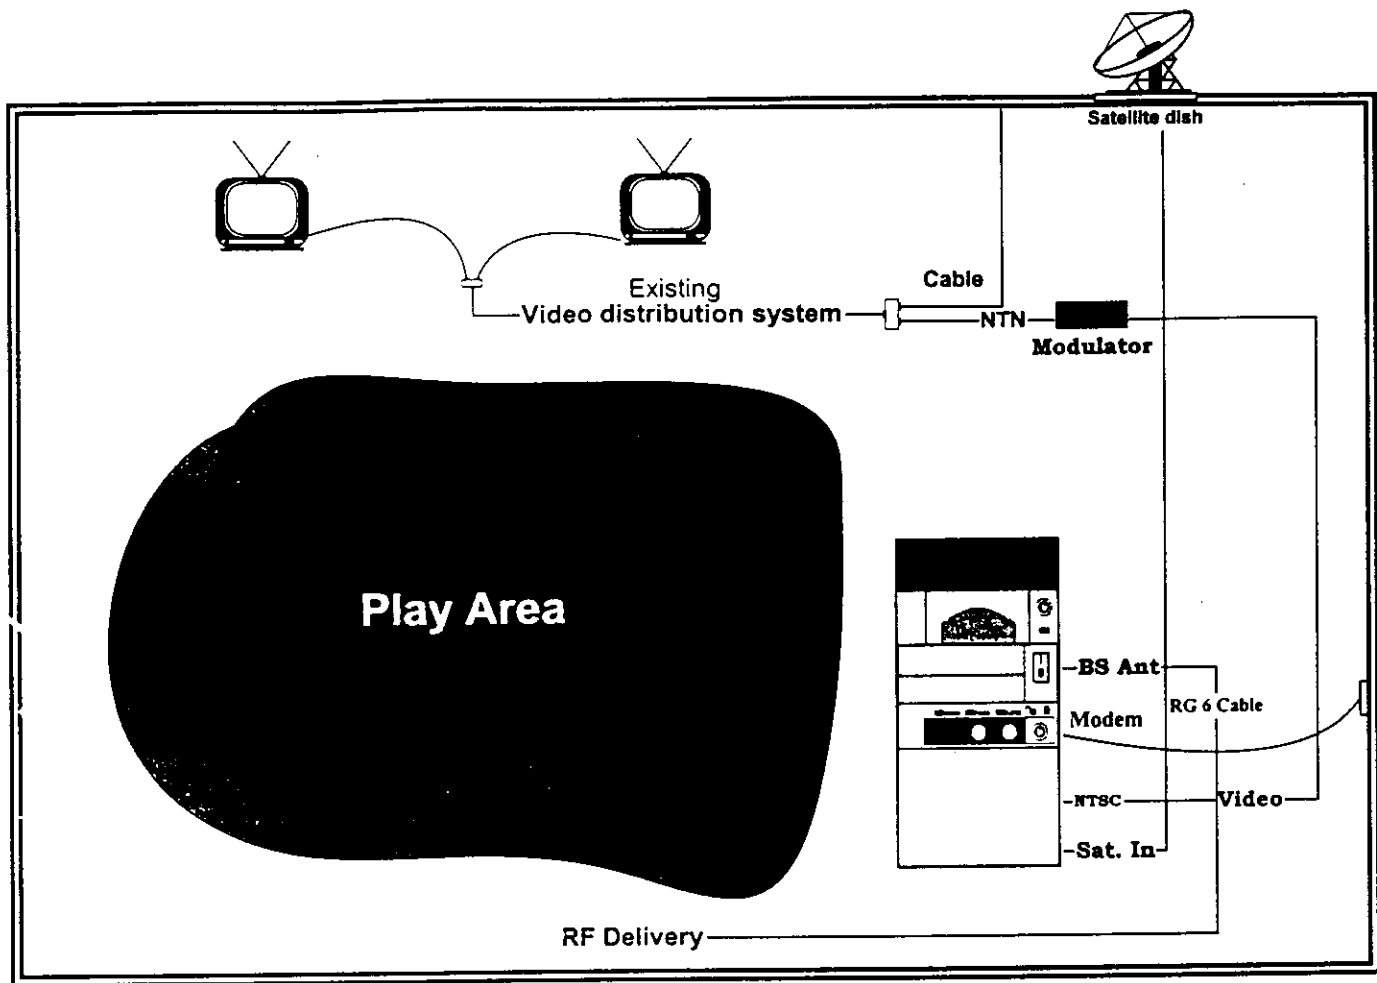 Satellite dish
Cable
Existing
Video distribution system
NTN
Modulator
Play Area
BS Ant
RG 6 Cable
Modem
NTSC
Video
Sat. In
RF Delivery